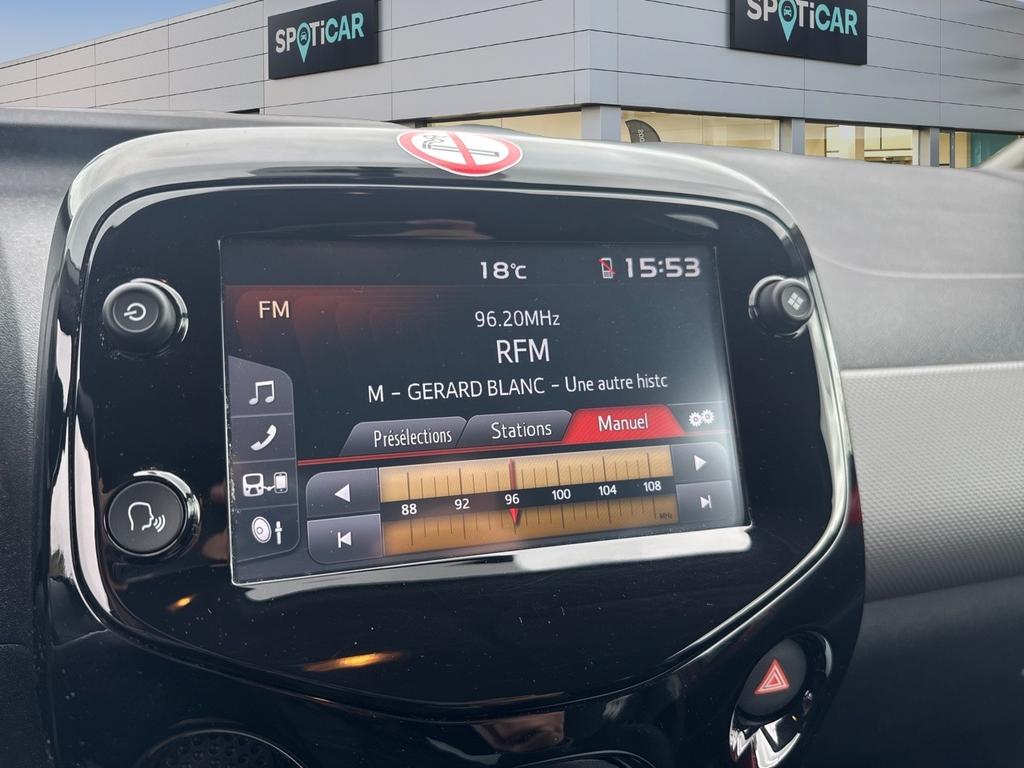 SPOTiCAR
SPOTiCAR
18°C
15:53
FM
96.20MHz
RFM
M - GERARD BLANC - Une autre histc
Présélections
Stations
Manuel
88 92 96 100 104 108
MHz